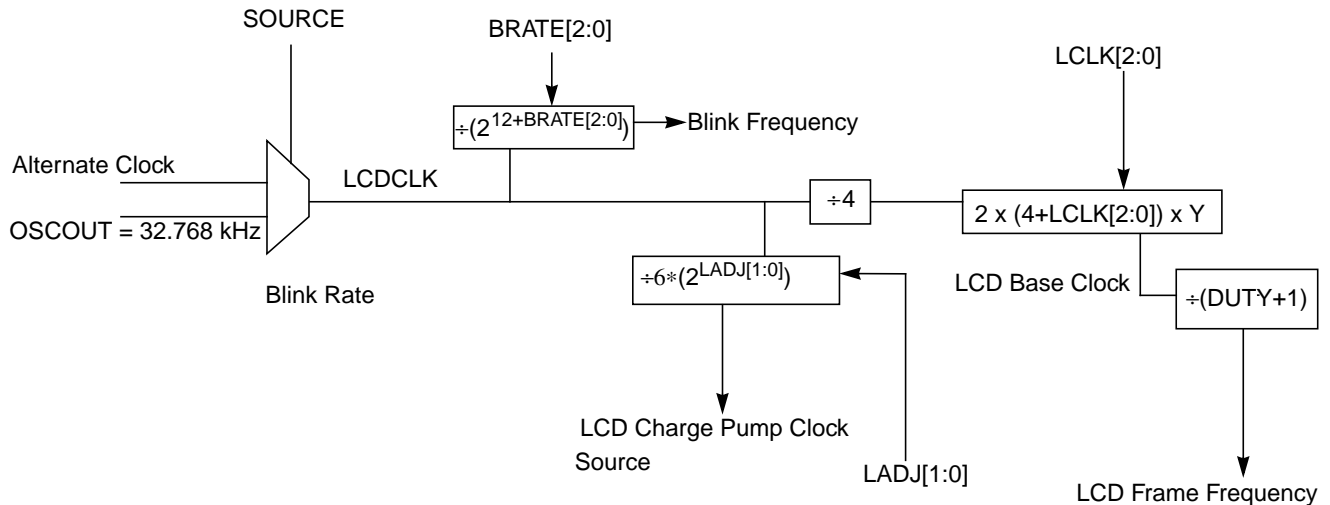 SOURCE
BRATE[2:0]
LCLK[2:0]
÷(2^12+BRATE[2:0])
Blink Frequency
Alternate Clock
LCDCLK
÷4
2 x (4+LCLK[2:0]) x Y
OSCOUT = 32.768 kHz
÷6*(2^LADJ[1:0])
LCD Base Clock
Blink Rate
÷(DUTY+1)
LCD Charge Pump Clock
Source
LADJ[1:0]
LCD Frame Frequency